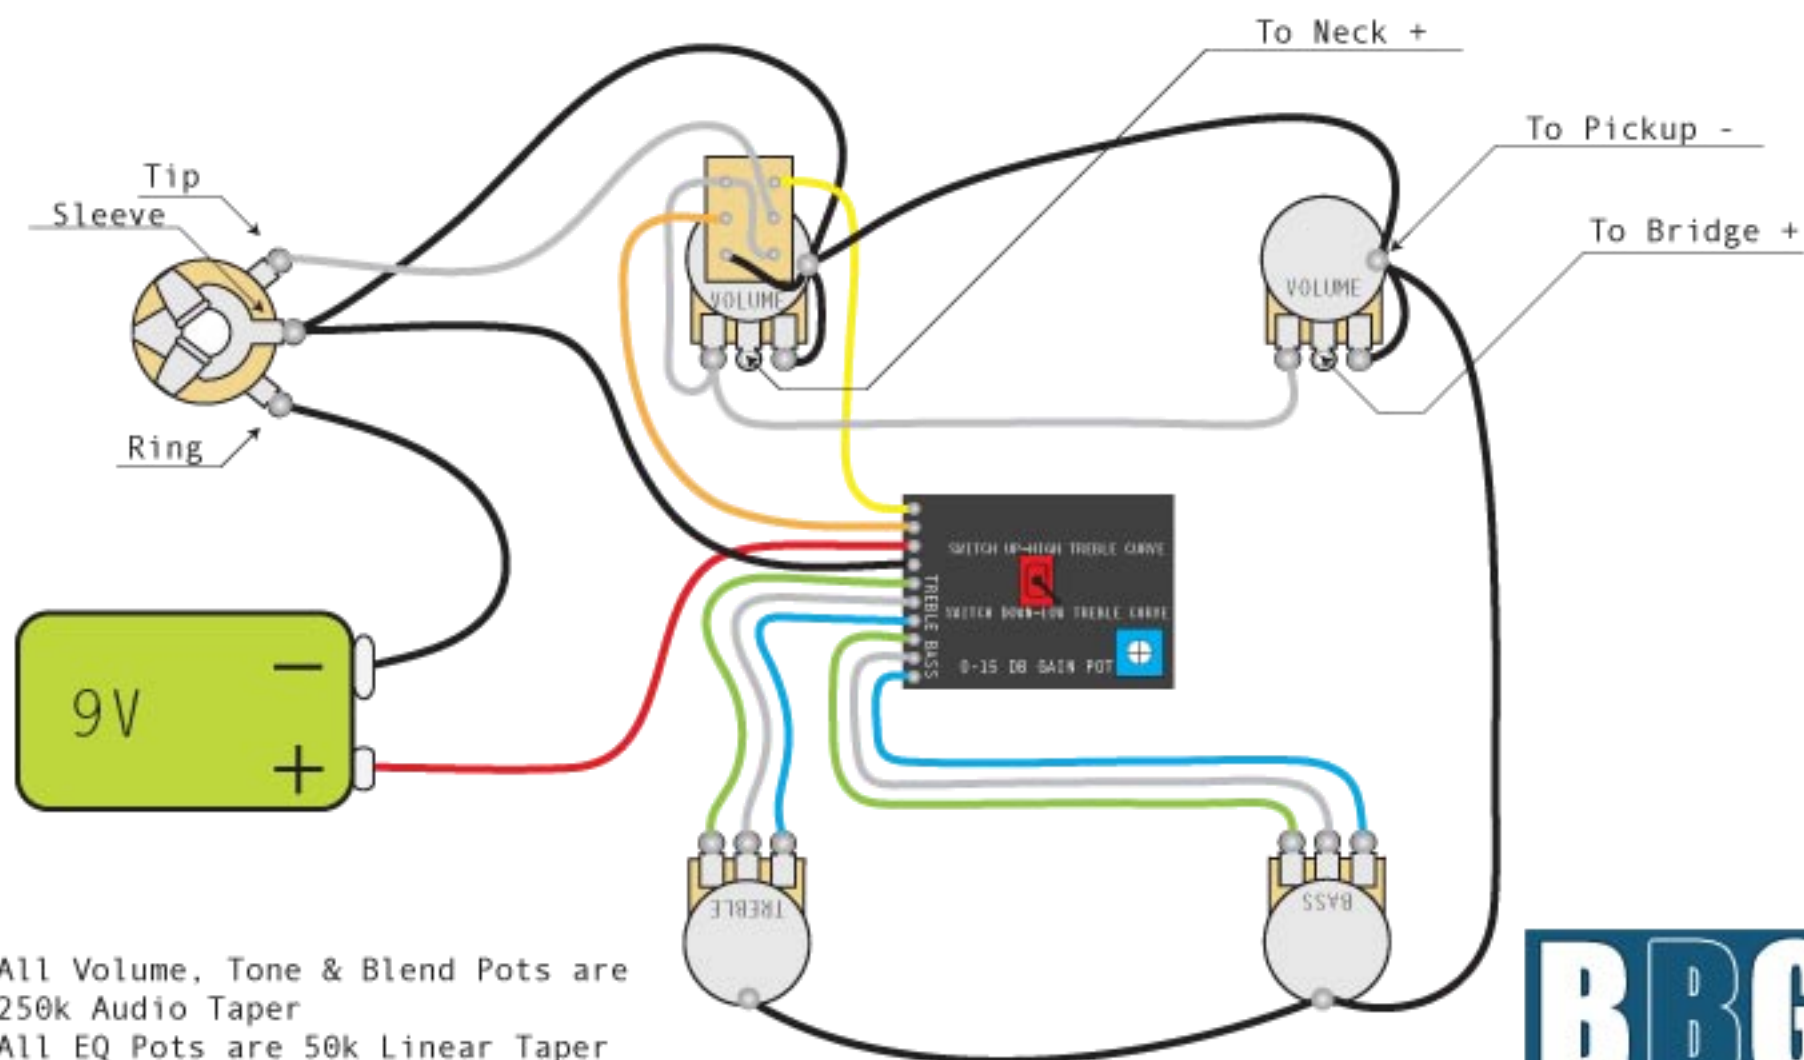 To Neck +
To Pickup -
Tip
Sleeve
To Bridge +
VOLUME
VOLUME
Ring
SWITCH UP-HIGH TREBLE CURVE
TREBLE
SWITCH DOWN-LOW TREBLE CURVE
BASS
0-15 DB GAIN POT
9V
-
+
TREBLE
BASS
All Volume, Tone & Blend Pots are
250k Audio Taper
All EQ Pots are 50k Linear Taper
BBG